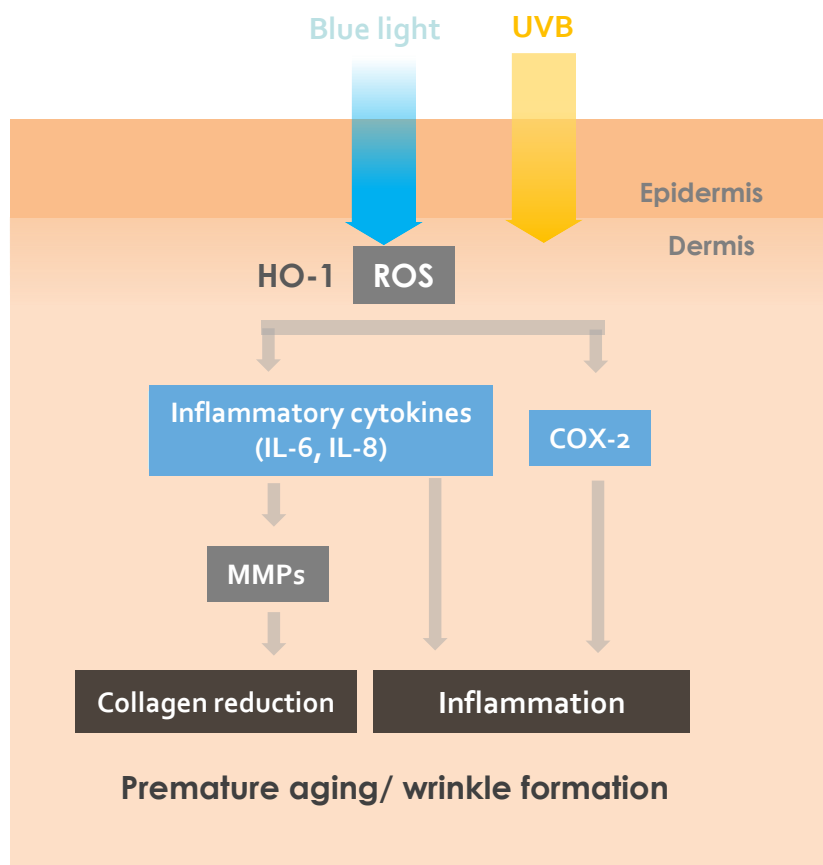 Blue light
UVB
Epidermis
Dermis
HO-1
ROS
Inflammatory cytokines
(IL-6, IL-8)
COX-2
MMPs
Collagen reduction
Inflammation
Premature aging/ wrinkle formation